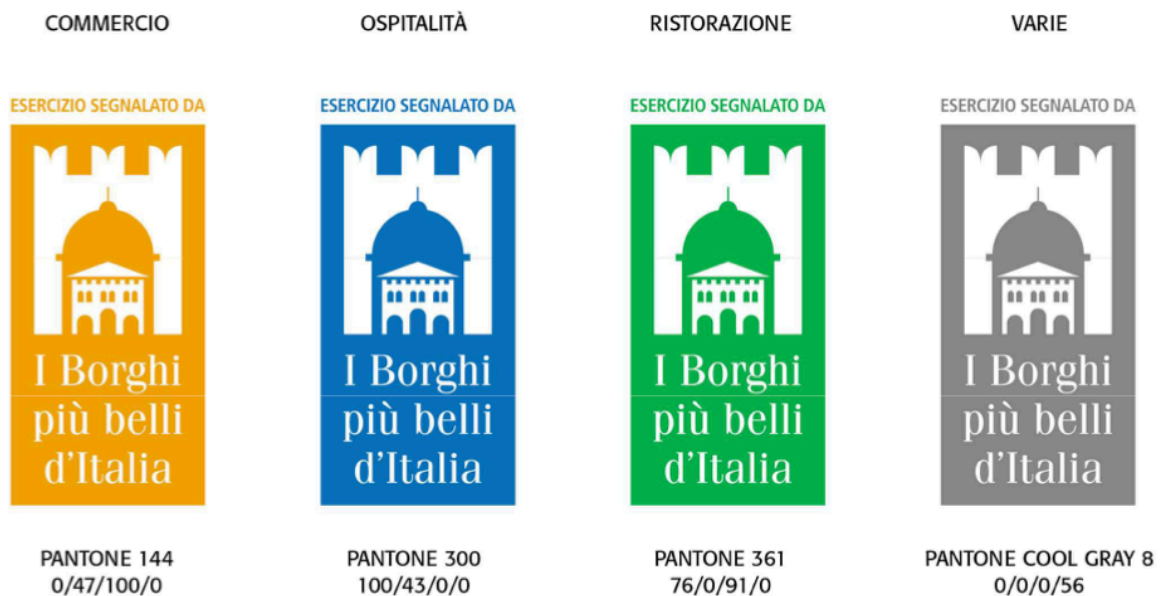 COMMERCIO
OSPITALITÀ
RISTORAZIONE
VARIE
ESERCIZIO SEGNALATO DA
ESERCIZIO SEGNALATO DA
ESERCIZIO SEGNALATO DA
ESERCIZIO SEGNALATO DA
I Borghi
più belli
d'Italia
I Borghi
più belli
d'Italia
I Borghi
più belli
d'Italia
I Borghi
più belli
d'Italia
PANTONE 144
0/47/100/0
PANTONE 300
100/43/0/0
PANTONE 361
76/0/91/0
PANTONE COOL GRAY 8
0/0/0/56